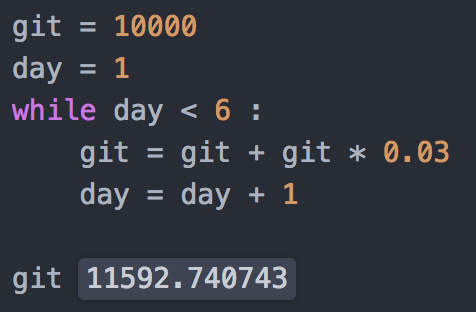 git = 10000
day = 1
while day < 6 :
    git = git + git * 0.03
    day = day + 1
git 11592.740743